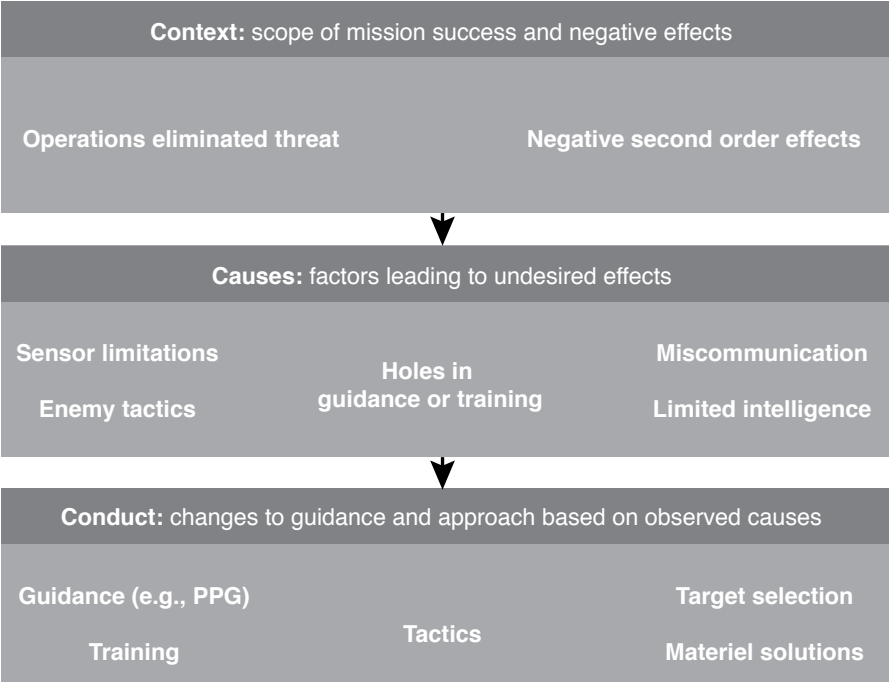 Context: scope of mission success and negative effects
Operations eliminated threat
Negative second order effects
Causes: factors leading to undesired effects
Sensor limitations
Enemy tactics
Holes in
guidance or training
Miscommunication
Limited intelligence
Conduct: changes to guidance and approach based on observed causes
Guidance (e.g., PPG)
Training
Tactics
Target selection
Materiel solutions